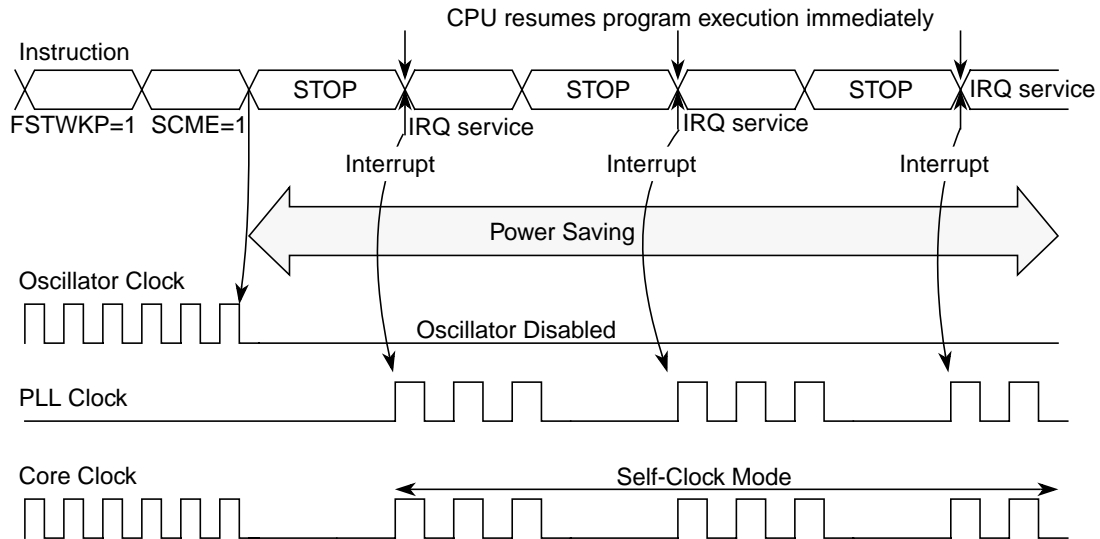 CPU resumes program execution immediately
Instruction
STOP
STOP
STOP
IRQ service
FSTWKP=1
SCME=1
IRQ service
IRQ service
Interrupt
Interrupt
Interrupt
Power Saving
Oscillator Clock
Oscillator Disabled
PLL Clock
Core Clock
Self-Clock Mode